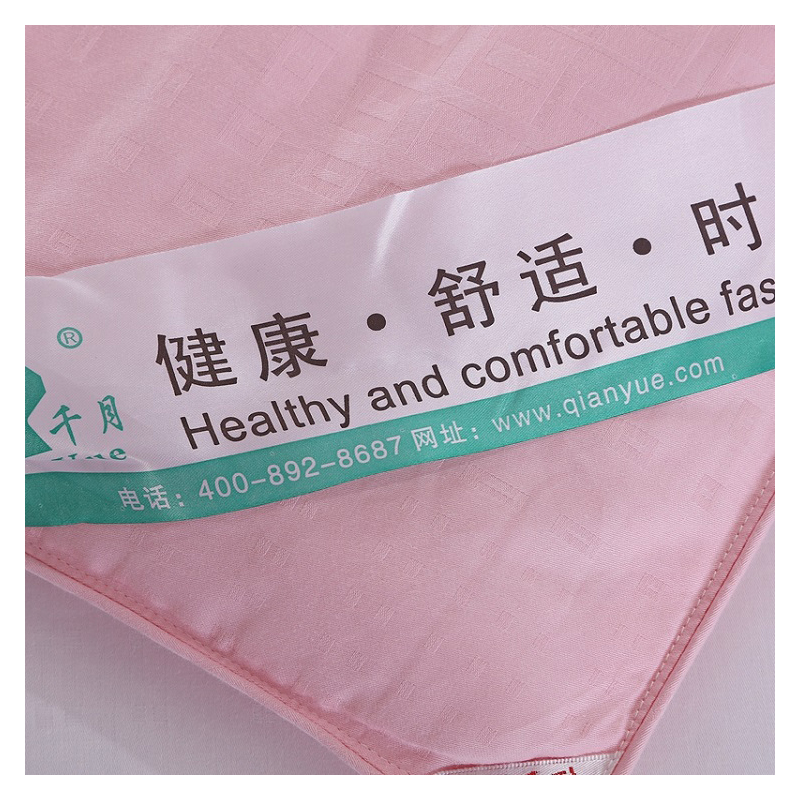 ®
千月
健康·舒适·时
Healthy and comfortable fas
电话：400-892-8687 网址：www.qianyue.com